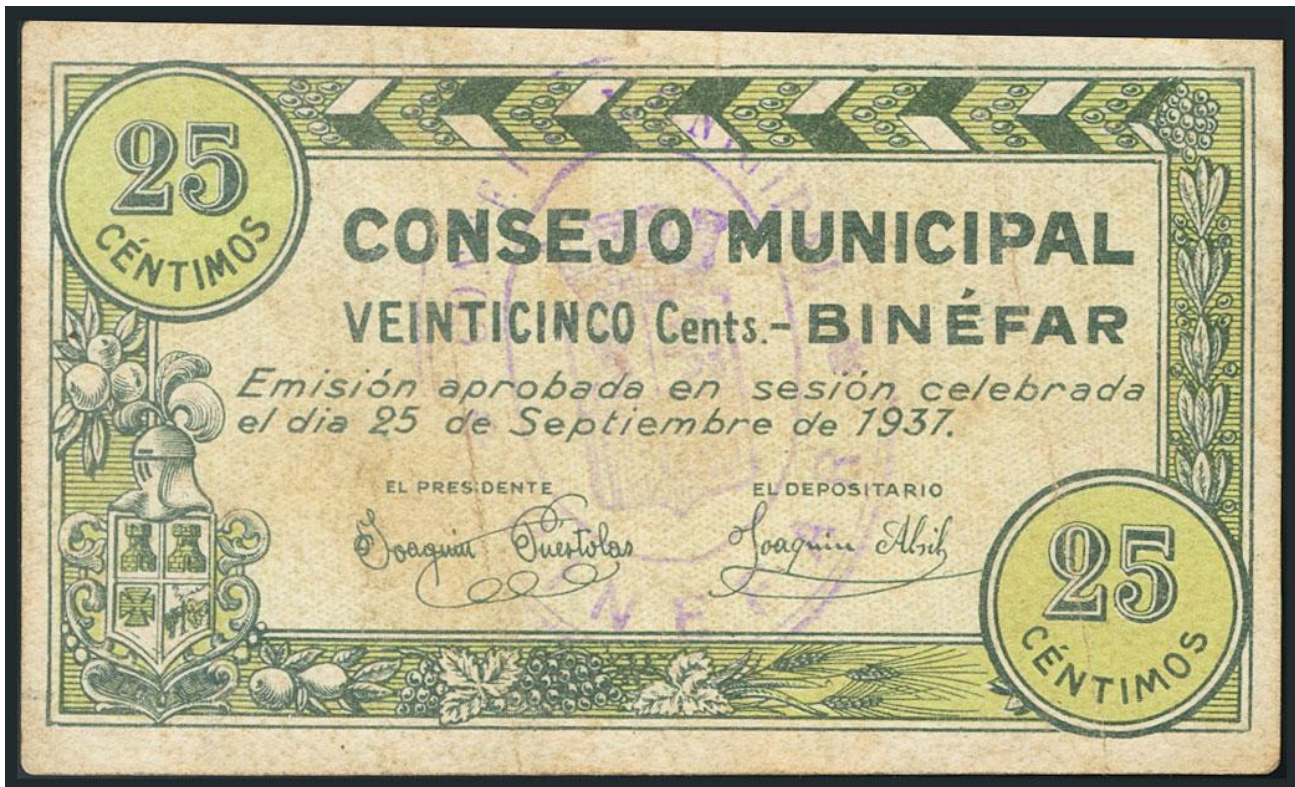 25
CÉNTIMOS
CONSEJO MUNICIPAL
VEINTICINCO Cents.- BINÉFAR
Emisión aprobada en sesión celebrada
el dia 25 de Septiembre de 1937.
EL PRESIDENTE
EL DEPOSITARIO
Joaquin Puertolas
Joaquin Abil
25
CÉNTIMOS